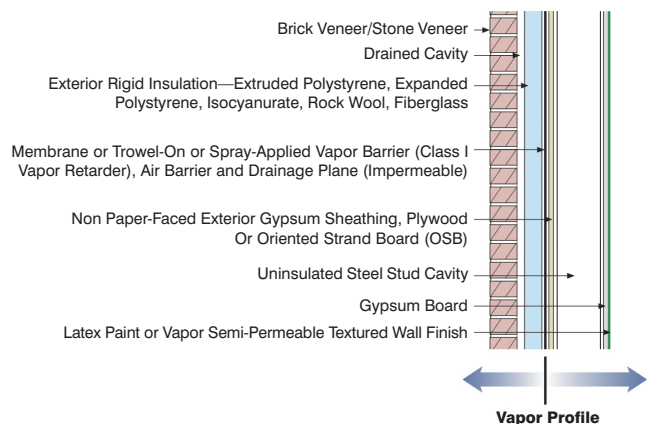 Brick Veneer/Stone Veneer
Drained Cavity
Exterior Rigid Insulation—Extruded Polystyrene, Expanded
Polystyrene, Isocyanurate, Rock Wool, Fiberglass
Membrane or Trowel-On or Spray-Applied Vapor Barrier (Class I
Vapor Retarder), Air Barrier and Drainage Plane (Impermeable)
Non Paper-Faced Exterior Gypsum Sheathing, Plywood
Or Oriented Strand Board (OSB)
Uninsulated Steel Stud Cavity
Gypsum Board
Latex Paint or Vapor Semi-Permeable Textured Wall Finish
Vapor Profile